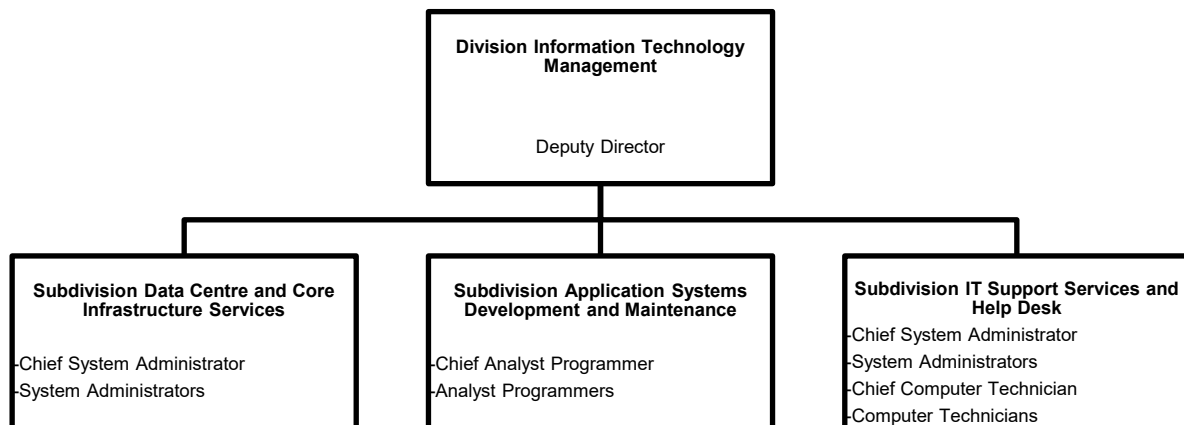 Division Information Technology
Management
Deputy Director
Subdivision Data Centre and Core
Infrastructure Services
-Chief System Administrator
-System Administrators
Subdivision Application Systems
Development and Maintenance
-Chief Analyst Programmer
-Analyst Programmers
Subdivision IT Support Services and
Help Desk
-Chief System Administrator
-System Administrators
-Chief Computer Technician
-Computer Technicians